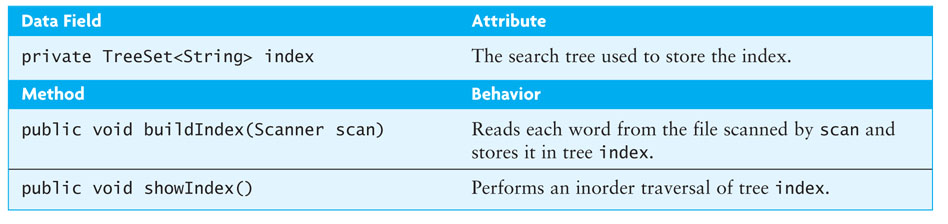 Data Field Attribute
private TreeSet<String> index The search tree used to store the index.
Method Behavior
public void buildIndex(Scanner scan) Reads each word from the file scanned by scan and
stores it in tree index.
public void showIndex() Performs an inorder traversal of tree index.